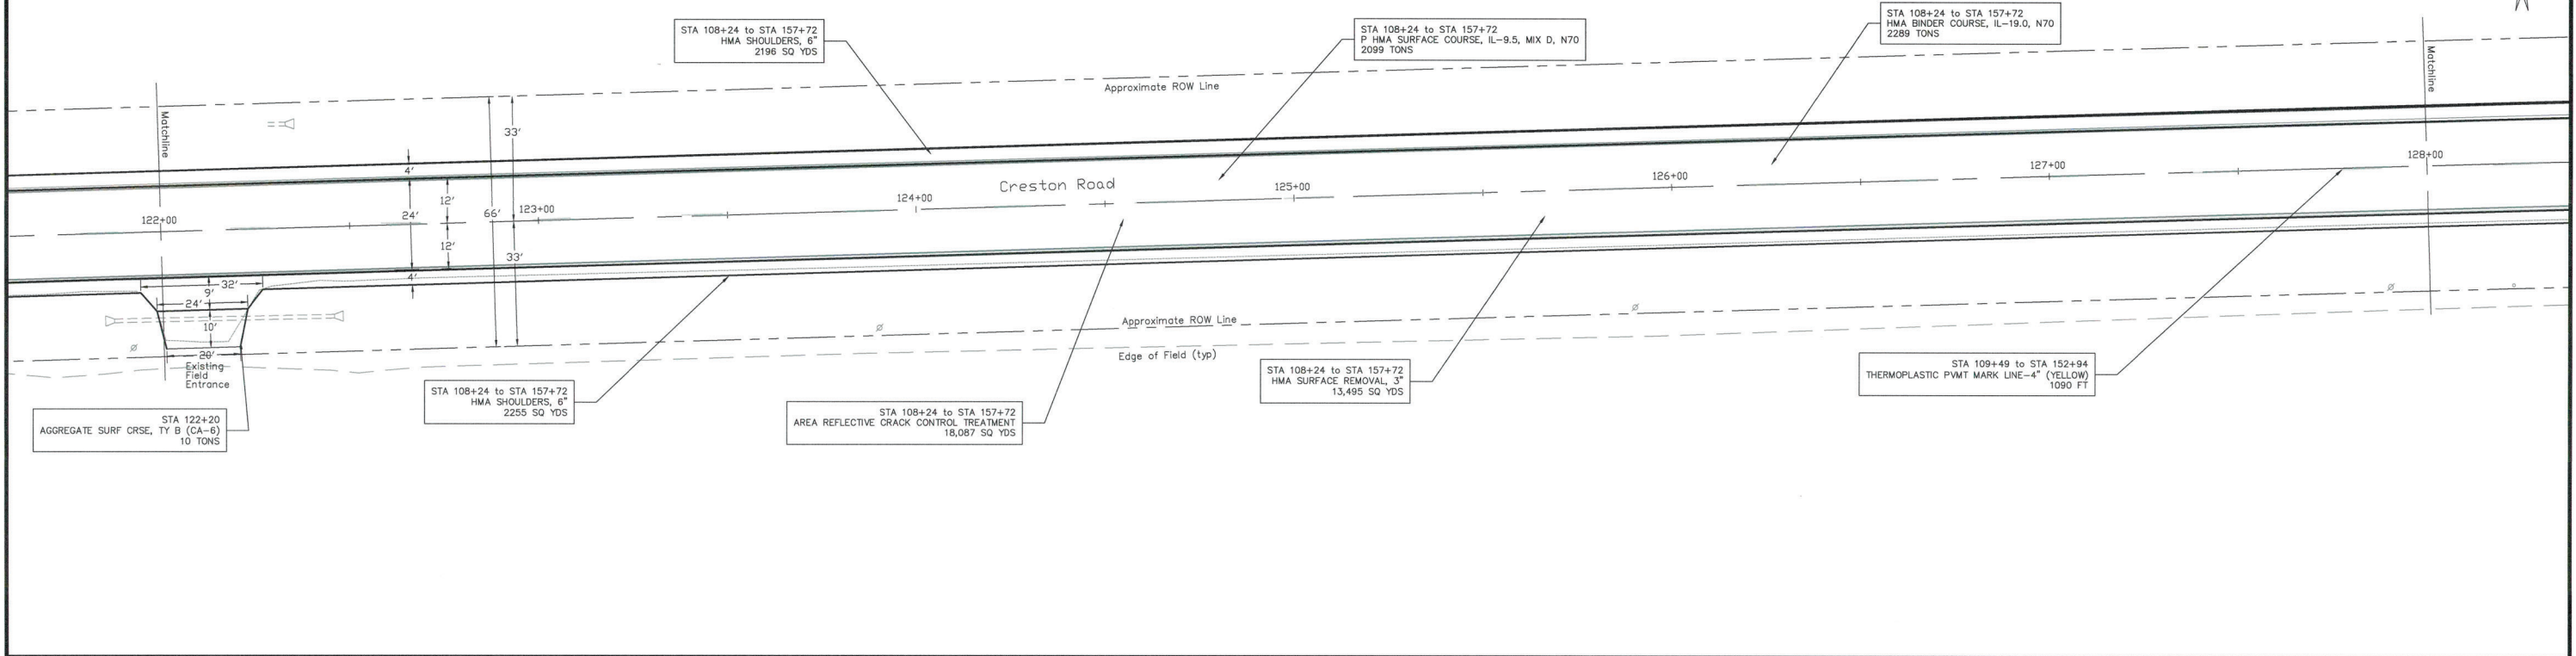 STA 108+24 to STA 157+72
HMA SHOULDERS, 6"
2196 SQ YDS
STA 108+24 to STA 157+72
P HMA SURFACE COURSE, IL-9.5, MIX D, N70
2099 TONS
STA 108+24 to STA 157+72
HMA BINDER COURSE, IL-19.0, N70
2289 TONS
Matchline
Matchline
Approximate ROW Line
33'
4'
12'
24'
66'
12'
33'
4'
Creston Road
122+00
123+00
124+00
125+00
126+00
127+00
128+00
32'
9'
24'
10'
20'
Existing
Field
Entrance
Approximate ROW Line
Edge of Field (typ)
STA 122+20
AGGREGATE SURF CRSE, TY B (CA-6)
10 TONS
STA 108+24 to STA 157+72
HMA SHOULDERS, 6"
2255 SQ YDS
STA 108+24 to STA 157+72
AREA REFLECTIVE CRACK CONTROL TREATMENT
18,087 SQ YDS
STA 108+24 to STA 157+72
HMA SURFACE REMOVAL, 3"
13,495 SQ YDS
STA 109+49 to STA 152+94
THERMOPLASTIC PVMT MARK LINE-4" (YELLOW)
1090 FT